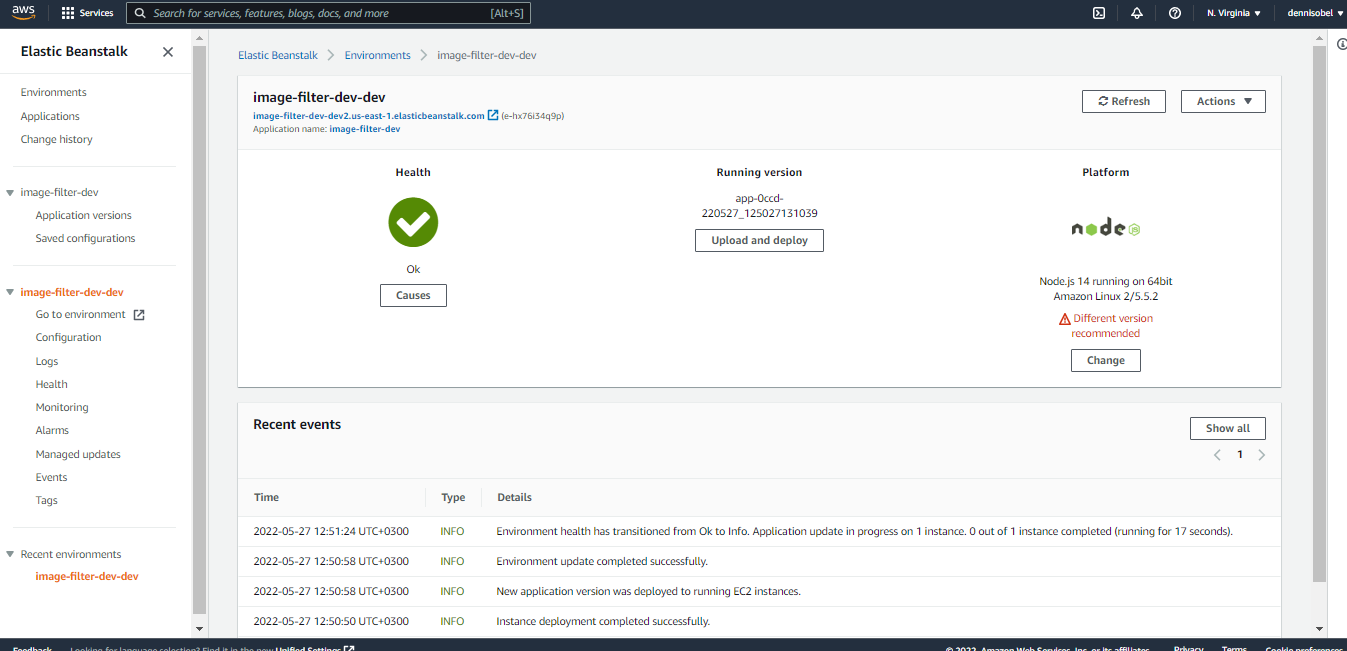 aws
Services
Search for services, features, blogs, docs, and more
[Alt+S]
N. Virginia
dennisobel
Elastic Beanstalk
Environments
Applications
Change history
image-filter-dev
Application versions
Saved configurations
image-filter-dev-dev
Go to environment
Configuration
Logs
Health
Monitoring
Alarms
Managed updates
Events
Tags
Recent environments
image-filter-dev-dev
Elastic Beanstalk
Environments
image-filter-dev-dev
image-filter-dev-dev
image-filter-dev-dev2.us-east-1.elasticbeanstalk.com (e-hx76i34q9p)
Application name: image-filter-dev
Refresh
Actions
Health
Ok
Causes
Running version
app-0ccd-
220527_125027131039
Upload and deploy
Platform
node
JS
Node.js 14 running on 64bit
Amazon Linux 2/5.5.2
Different version
recommended
Change
Recent events
Show all
1
Time Type Details
2022-05-27 12:51:24 UTC+0300 INFO Environment health has transitioned from Ok to Info. Application update in progress on 1 instance. 0 out of 1 instance completed (running for 17 seconds).
2022-05-27 12:50:58 UTC+0300 INFO Environment update completed successfully.
2022-05-27 12:50:58 UTC+0300 INFO New application version was deployed to running EC2 instances.
2022-05-27 12:50:50 UTC+0300 INFO Instance deployment completed successfully.
Feedback Looking for language selection? Find it in the new Unified Settings
© 2022, Amazon Web Services, Inc. or its affiliates. Privacy Terms Cookie preferences